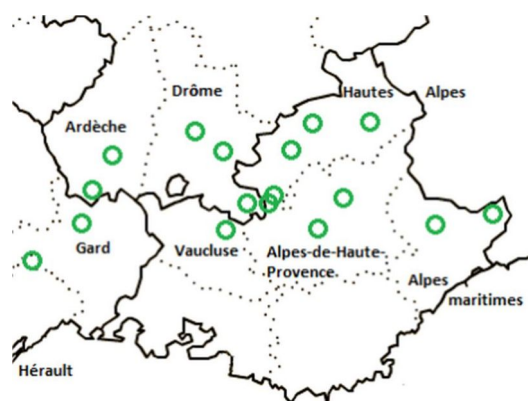 Drôme
Hautes
Alpes
Ardèche
Gard
Vaucluse
Alpes-de-Haute-
Provence
Alpes
maritimes
Hérault